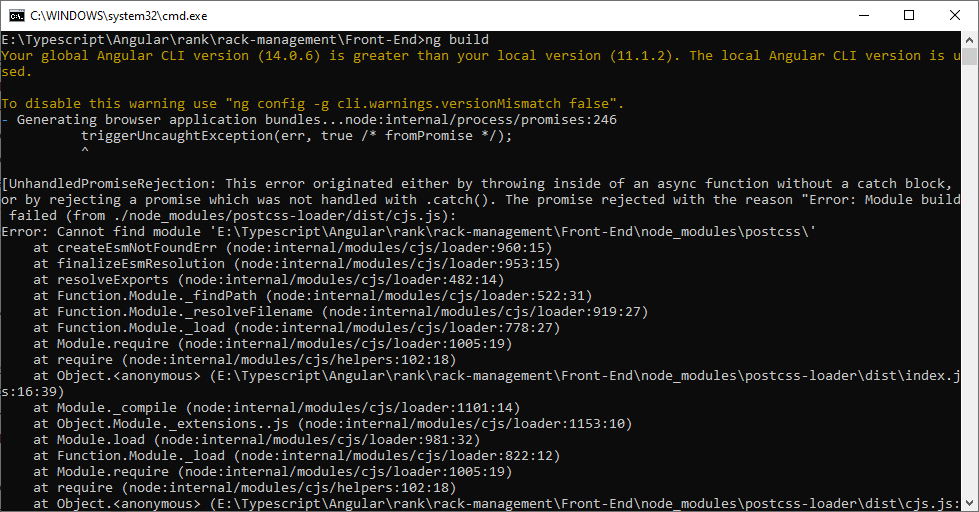 C:\WINDOWS\system32\cmd.exe
E:\Typescript\Angular\rank\rack-management\Front-End>ng build
Your global Angular CLI version (14.0.6) is greater than your local version (11.1.2). The local Angular CLI version is u
sed.
To disable this warning use "ng config -g cli.warnings.versionMismatch false".
- Generating browser application bundles...node:internal/process/promises:246
triggerUncaughtException(err, true /* fromPromise */);
^
[UnhandledPromiseRejection: This error originated either by throwing inside of an async function without a catch block,
or by rejecting a promise which was not handled with .catch(). The promise rejected with the reason "Error: Module build
failed (from ./node_modules/postcss-loader/dist/cjs.js):
Error: Cannot find module 'E:\Typescript\Angular\rank\rack-management\Front-End\node_modules\postcss\'
at createEsmNotFoundErr (node:internal/modules/cjs/loader:960:15)
at finalizeEsmResolution (node:internal/modules/cjs/loader:953:15)
at resolveExports (node:internal/modules/cjs/loader:482:14)
at Function.Module._findPath (node:internal/modules/cjs/loader:522:31)
at Function.Module._resolveFilename (node:internal/modules/cjs/loader:919:27)
at Function.Module._load (node:internal/modules/cjs/loader:778:27)
at Module.require (node:internal/modules/cjs/loader:1005:19)
at require (node:internal/modules/cjs/helpers:102:18)
at Object.<anonymous> (E:\Typescript\Angular\rank\rack-management\Front-End\node_modules\postcss-loader\dist\index.j
s:16:39)
at Module._compile (node:internal/modules/cjs/loader:1101:14)
at Object.Module._extensions..js (node:internal/modules/cjs/loader:1153:10)
at Module.load (node:internal/modules/cjs/loader:981:32)
at Function.Module._load (node:internal/modules/cjs/loader:822:12)
at Module.require (node:internal/modules/cjs/loader:1005:19)
at require (node:internal/modules/cjs/helpers:102:18)
at Object.<anonymous> (E:\Typescript\Angular\rank\rack-management\Front-End\node_modules\postcss-loader\dist\cjs.js: